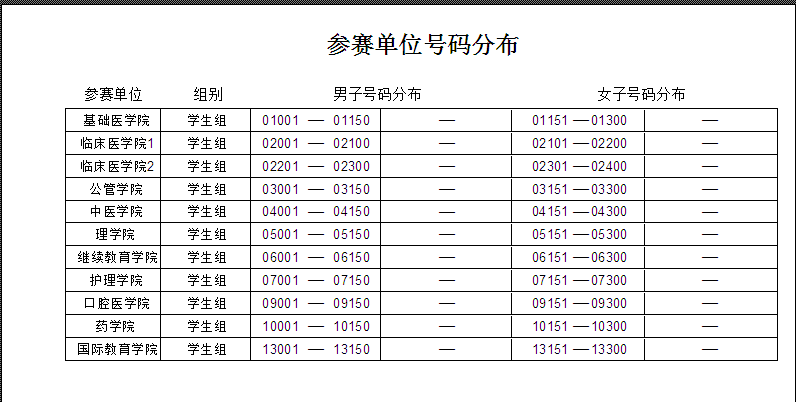 参赛单位号码分布
参赛单位 组别 男子号码分布 女子号码分布
基础医学院 学生组 01001 — 01150 — 01151 —01300 —
临床医学院1 学生组 02001 — 02100 — 02101 —02200 —
临床医学院2 学生组 02201 — 02300 — 02301 —02400 —
公管学院 学生组 03001 — 03150 — 03151 —03300 —
中医学院 学生组 04001 — 04150 — 04151 —04300 —
理学院 学生组 05001 — 05150 — 05151 —05300 —
继续教育学院 学生组 06001 — 06150 — 06151 —06300 —
护理学院 学生组 07001 — 07150 — 07151 —07300 —
口腔医学院 学生组 09001 — 09150 — 09151 —09300 —
药学院 学生组 10001 — 10150 — 10151 —10300 —
国际教育学院 学生组 13001 — 13150 — 13151 —13300 —